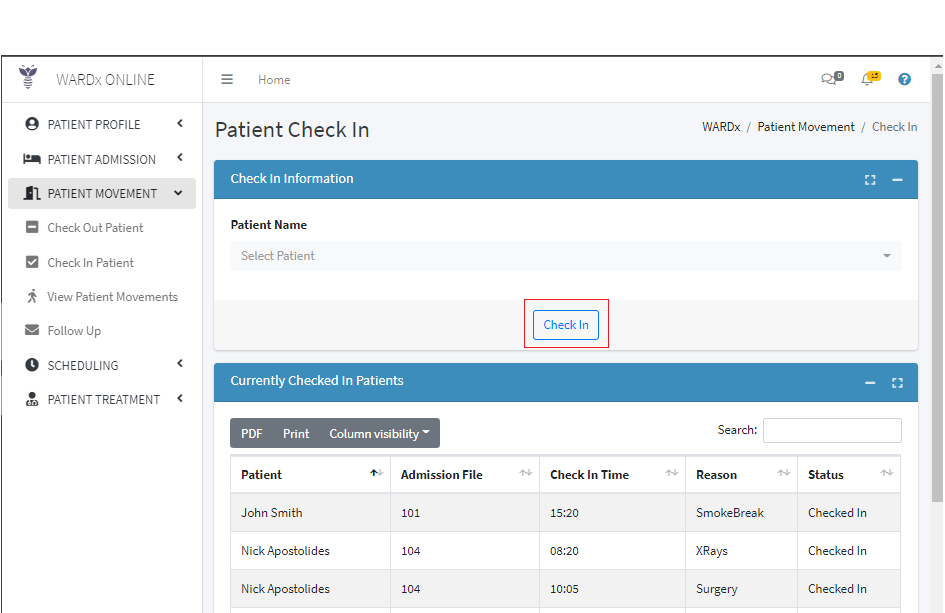 WARDx ONLINE
Home
0
15
PATIENT PROFILE
PATIENT ADMISSION
PATIENT MOVEMENT
Check Out Patient
Check In Patient
View Patient Movements
Follow Up
SCHEDULING
PATIENT TREATMENT
Patient Check In
WARDx / Patient Movement / Check In
Check In Information
Patient Name
Select Patient
Check In
Currently Checked In Patients
PDF Print Column visibility
Search:
Patient Admission File Check In Time Reason Status
John Smith 101 15:20 SmokeBreak Checked In
Nick Apostolides 104 08:20 XRays Checked In
Nick Apostolides 104 10:05 Surgery Checked In